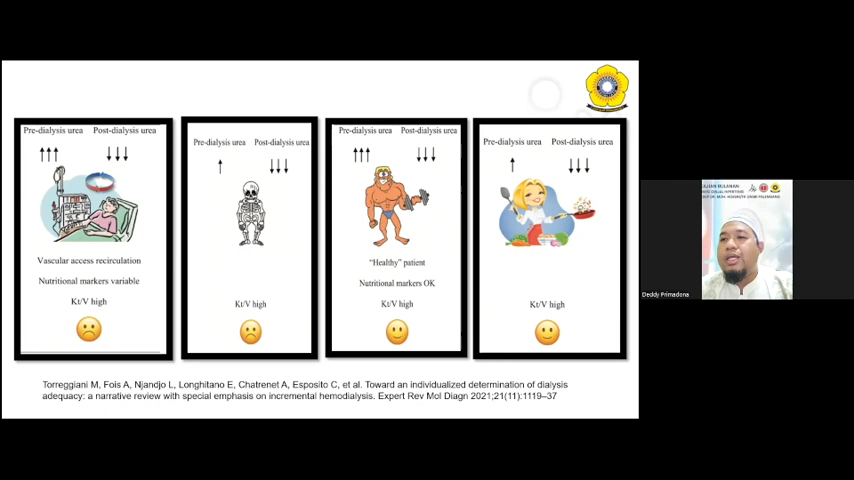 Pre-dialysis urea Post-dialysis urea
Vascular access recirculation
Nutritional markers variable
Kt/V high
Pre-dialysis urea Post-dialysis urea
Kt/V high
Pre-dialysis urea Post-dialysis urea
“Healthy” patient
Nutritional markers OK
Kt/V high
Pre-dialysis urea Post-dialysis urea
Kt/V high
Torreggiani M, Fois A, Njandjo L, Longhitano E, Chatrenet A, Esposito C, et al. Toward an individualized determination of dialysis
adequacy: a narrative review with special emphasis on incremental hemodialysis. Expert Rev Mol Diagn 2021;21(11):1119–37
Deddy Primadona